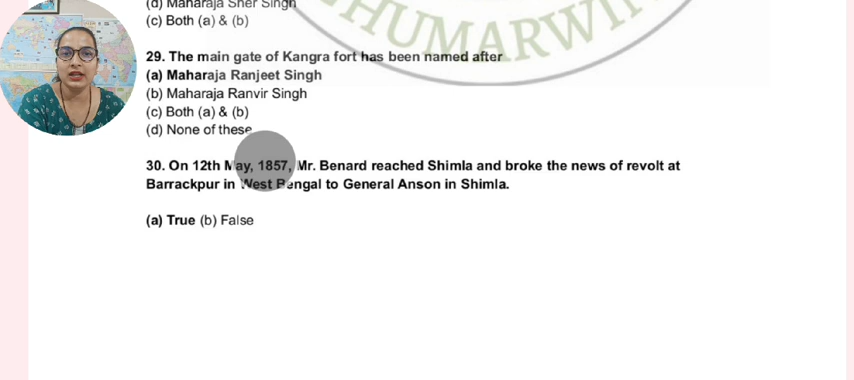 (d) Maharaja Sher Singh
(c) Both (a) & (b)
HUMARWIN
29. The main gate of Kangra fort has been named after
(a) Maharaja Ranjeet Singh
(b) Maharaja Ranvir Singh
(c) Both (a) & (b)
(d) None of these
30. On 12th May, 1857, Mr. Benard reached Shimla and broke the news of revolt at
Barrackpur in West Bengal to General Anson in Shimla.
(a) True (b) False